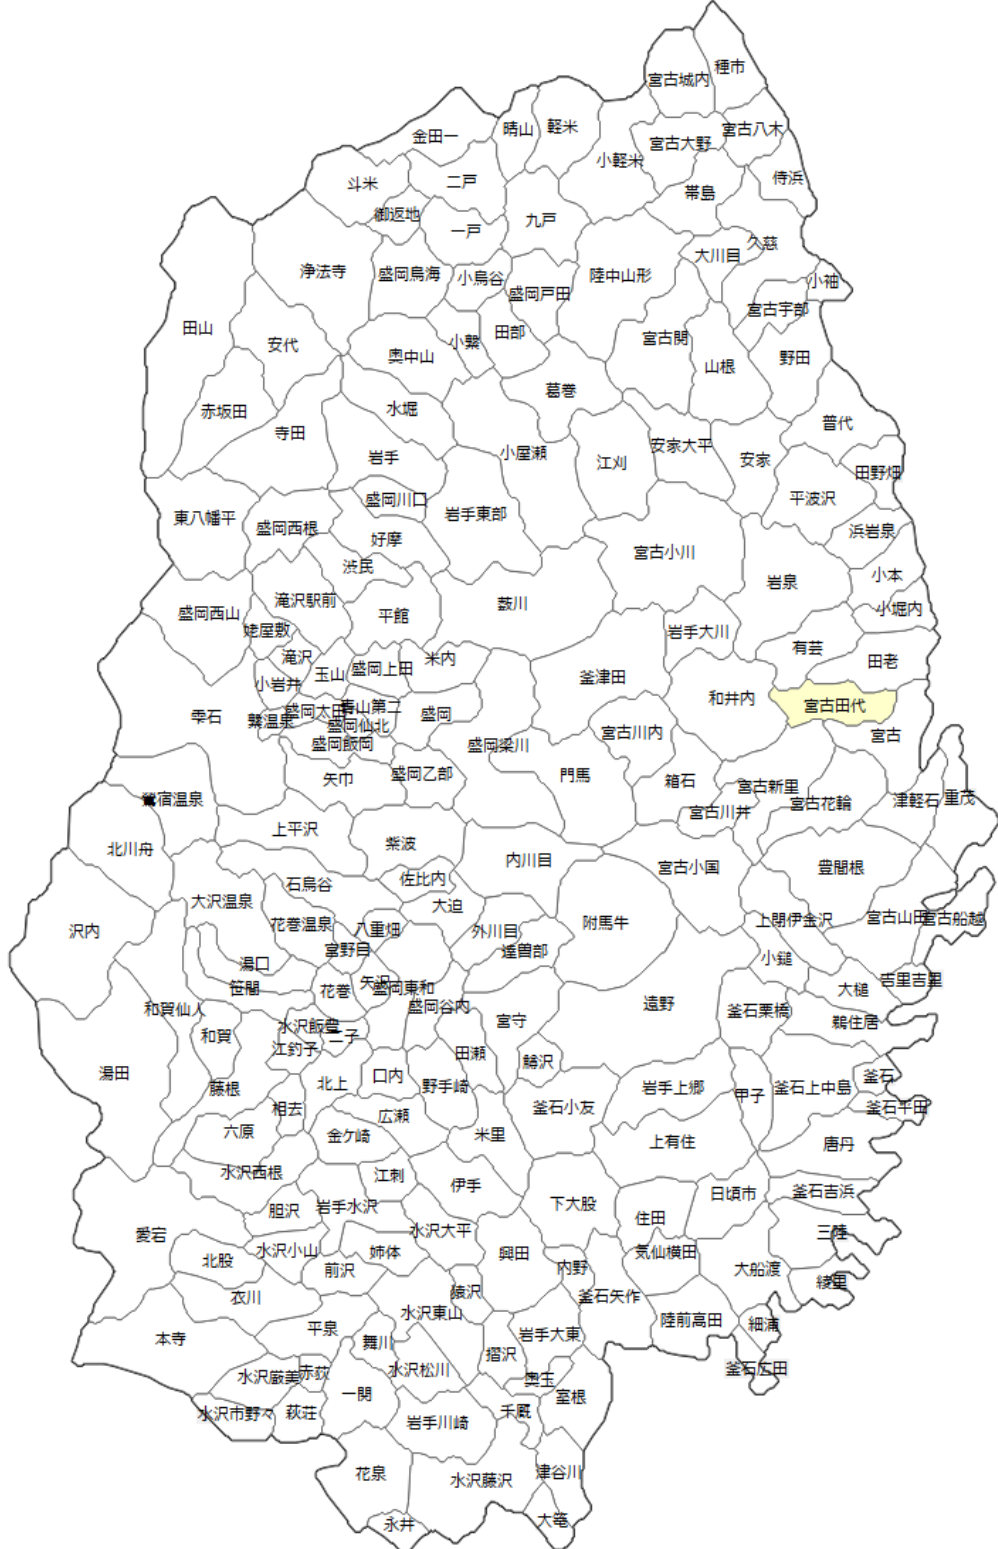 種市
宮古城内
金田一
晴山
軽米
宮古八木
宮古大野
小軽米
斗米
二戸
侍浜
帯島
御返地
一戸
九戸
久慈
大川目
浄法寺
盛岡鳥海
小鳥谷
陸中山形
小袖
盛岡戸田
宮古宇部
田山
安代
小繋
田部
宮古関
奥中山
野田
山根
葛巻
赤坂田
水堀
普代
寺田
岩手
小屋瀬
江刈
安家大平
安家
田野畑
盛岡川口
平波沢
東八幡平
盛岡西根
岩手東部
浜岩泉
好摩
宮古小川
渋民
岩泉
小本
滝沢駅前
薮川
小堀内
盛岡西山
平館
姥屋敷
岩手大川
有芸
滝沢
米内
田老
玉山
盛岡上田
釜津田
小岩井
和井内
宮古田代
雫石
繋温泉
盛岡太田
青山第二
盛岡
盛岡仙北
宮古川内
宮古
盛岡飯岡
盛岡梁川
矢巾
盛岡乙部
門馬
箱石
宮古新里
鶯宿温泉
宮古花輪
津軽石
重茂
宮古川井
上平沢
北川舟
紫波
内川目
宮古小国
豊間根
石鳥谷
佐比内
大沢温泉
大迫
花巻温泉
八重畑
外川目
附馬牛
上閉伊金沢
宮古山田
宮古船越
沢内
富野目
達曽部
湯口
小鎚
笹間
花巻
矢沢
盛岡東和
大槌
吉里吉里
和賀仙人
盛岡谷内
遠野
釜石栗橋
宮守
鵜住居
水沢飯豊
二子
和賀
江釣子
田瀬
鱒沢
湯田
北上
口内
野手崎
岩手上郷
甲子
釜石上中島
釜石
藤根
相去
広瀬
釜石小友
釜石平田
六原
金ケ崎
米里
上有住
唐丹
水沢西根
江刺
伊手
日頃市
釜石吉浜
胆沢
岩手水沢
下大股
住田
愛宕
水沢大平
三陸
水沢小山
姉体
興田
気仙横田
北股
前沢
内野
大船渡
綾里
衣川
猿沢
釜石矢作
水沢東山
陸前高田
細浦
本寺
平泉
舞川
岩手大東
摺沢
水沢厳美
赤荻
水沢松川
釜石広田
奥玉
一関
室根
水沢市野々
萩荘
千厩
岩手川崎
花泉
水沢藤沢
津谷川
永井
大篭